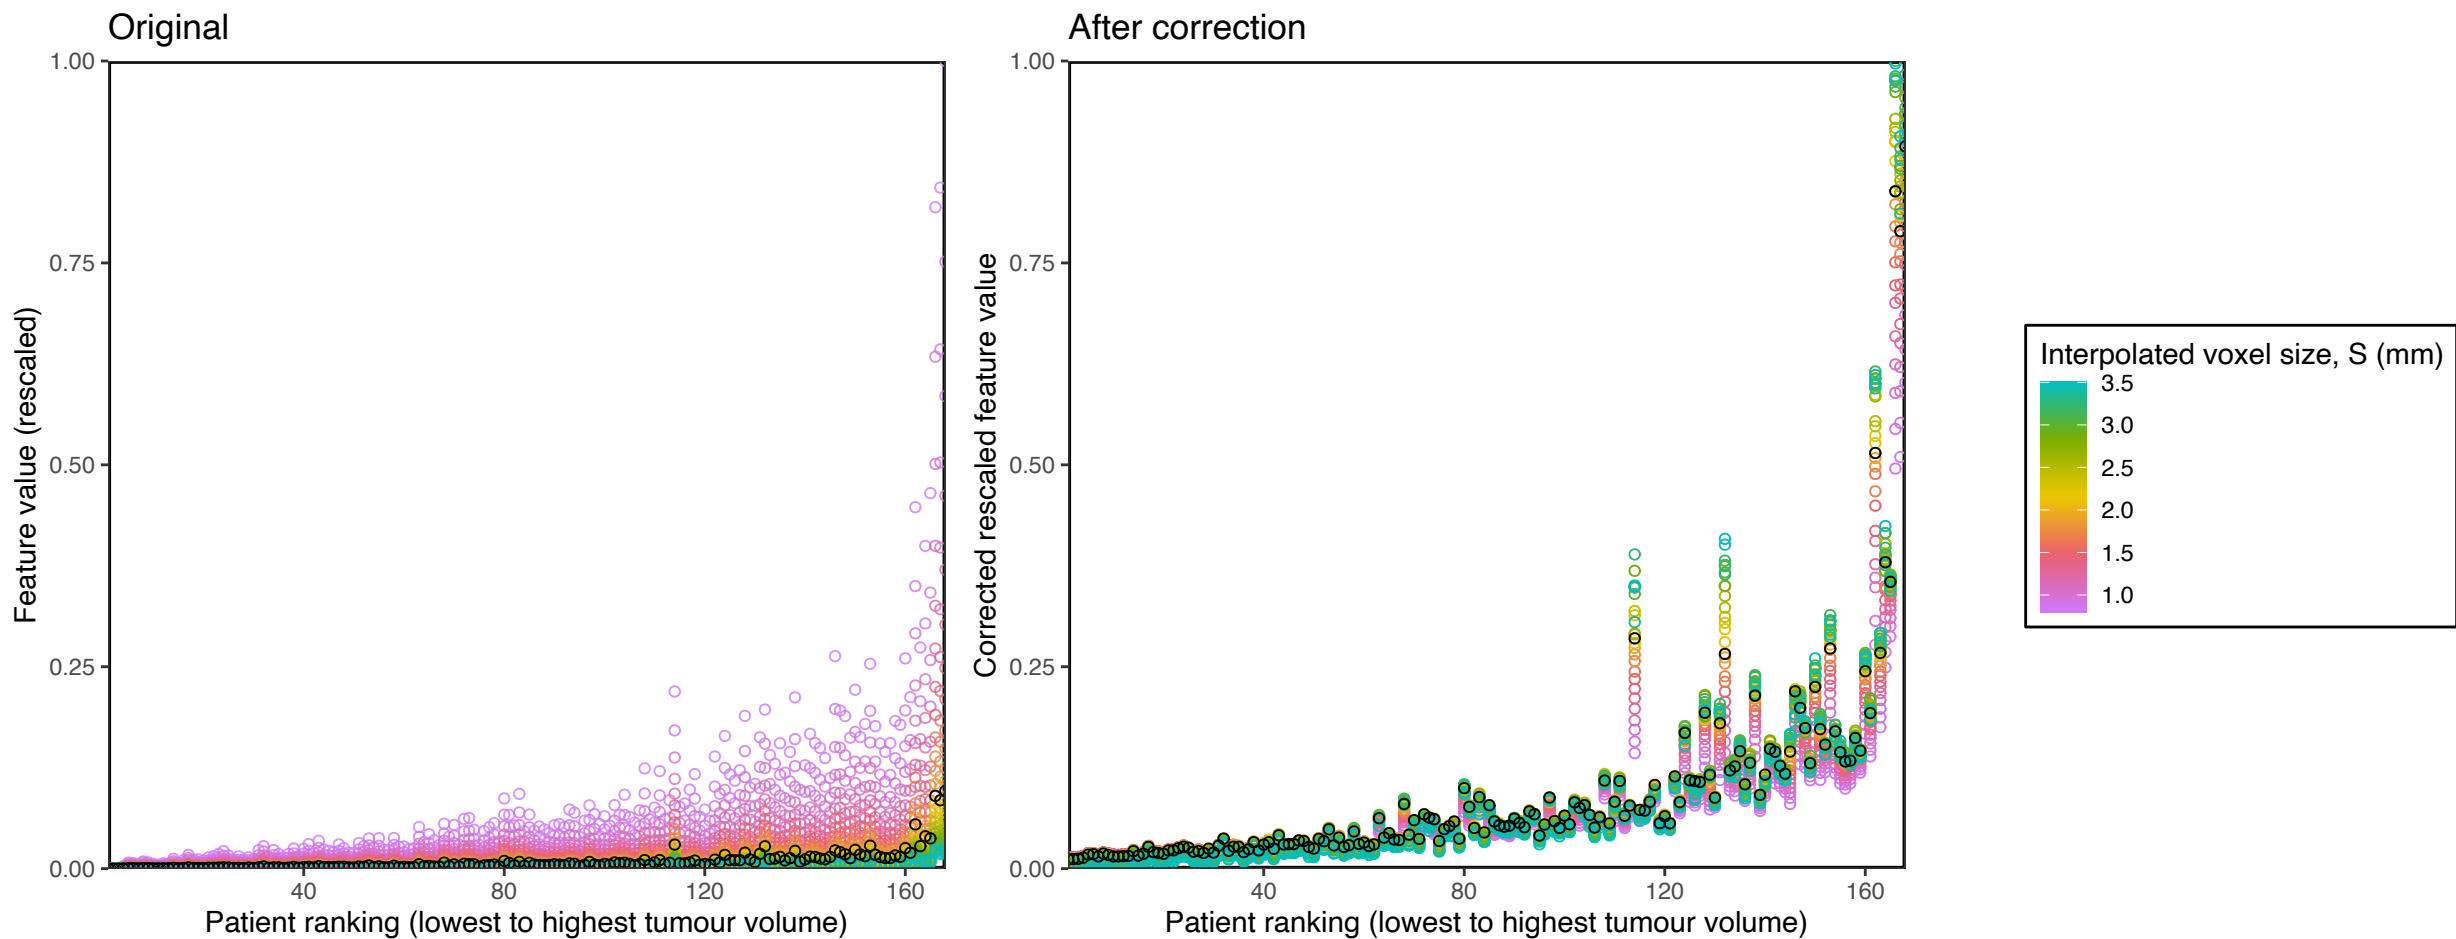 Original
1.00
0.75
0.50
0.25
0.00
Feature value (rescaled)
40 80 120 160
Patient ranking (lowest to highest tumour volume)
After correction
1.00
0.75
0.50
0.25
0.00
Corrected rescaled feature value
40 80 120 160
Patient ranking (lowest to highest tumour volume)
Interpolated voxel size, S (mm)
3.5
3.0
2.5
2.0
1.5
1.0